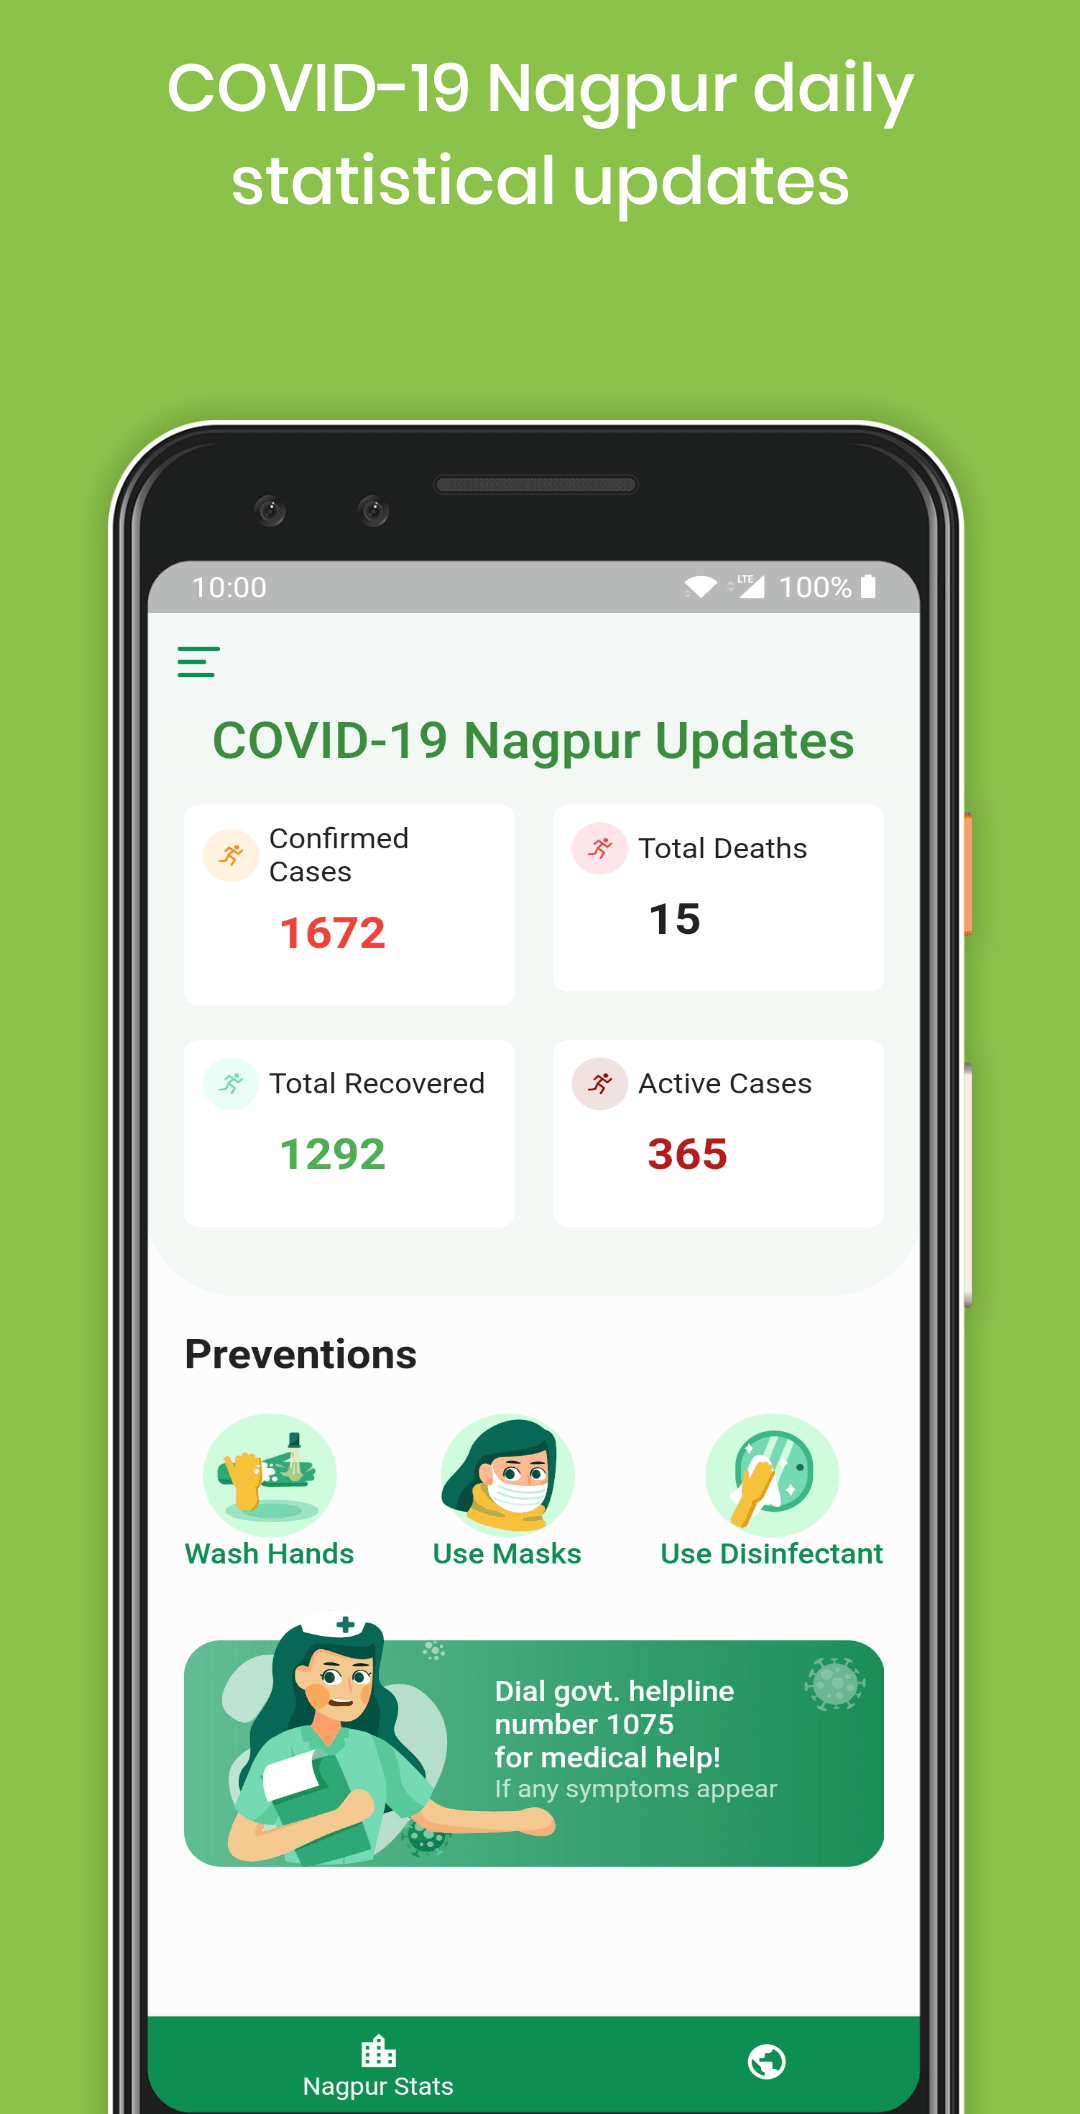 COVID-19 Nagpur daily
statistical updates
10:00
LTE
100%
COVID-19 Nagpur Updates
Confirmed
Cases
1672
Total Deaths
15
Total Recovered
1292
Active Cases
365
Preventions
Wash Hands
Use Masks
Use Disinfectant
Dial govt. helpline
number 1075
for medical help!
If any symptoms appear
Nagpur Stats